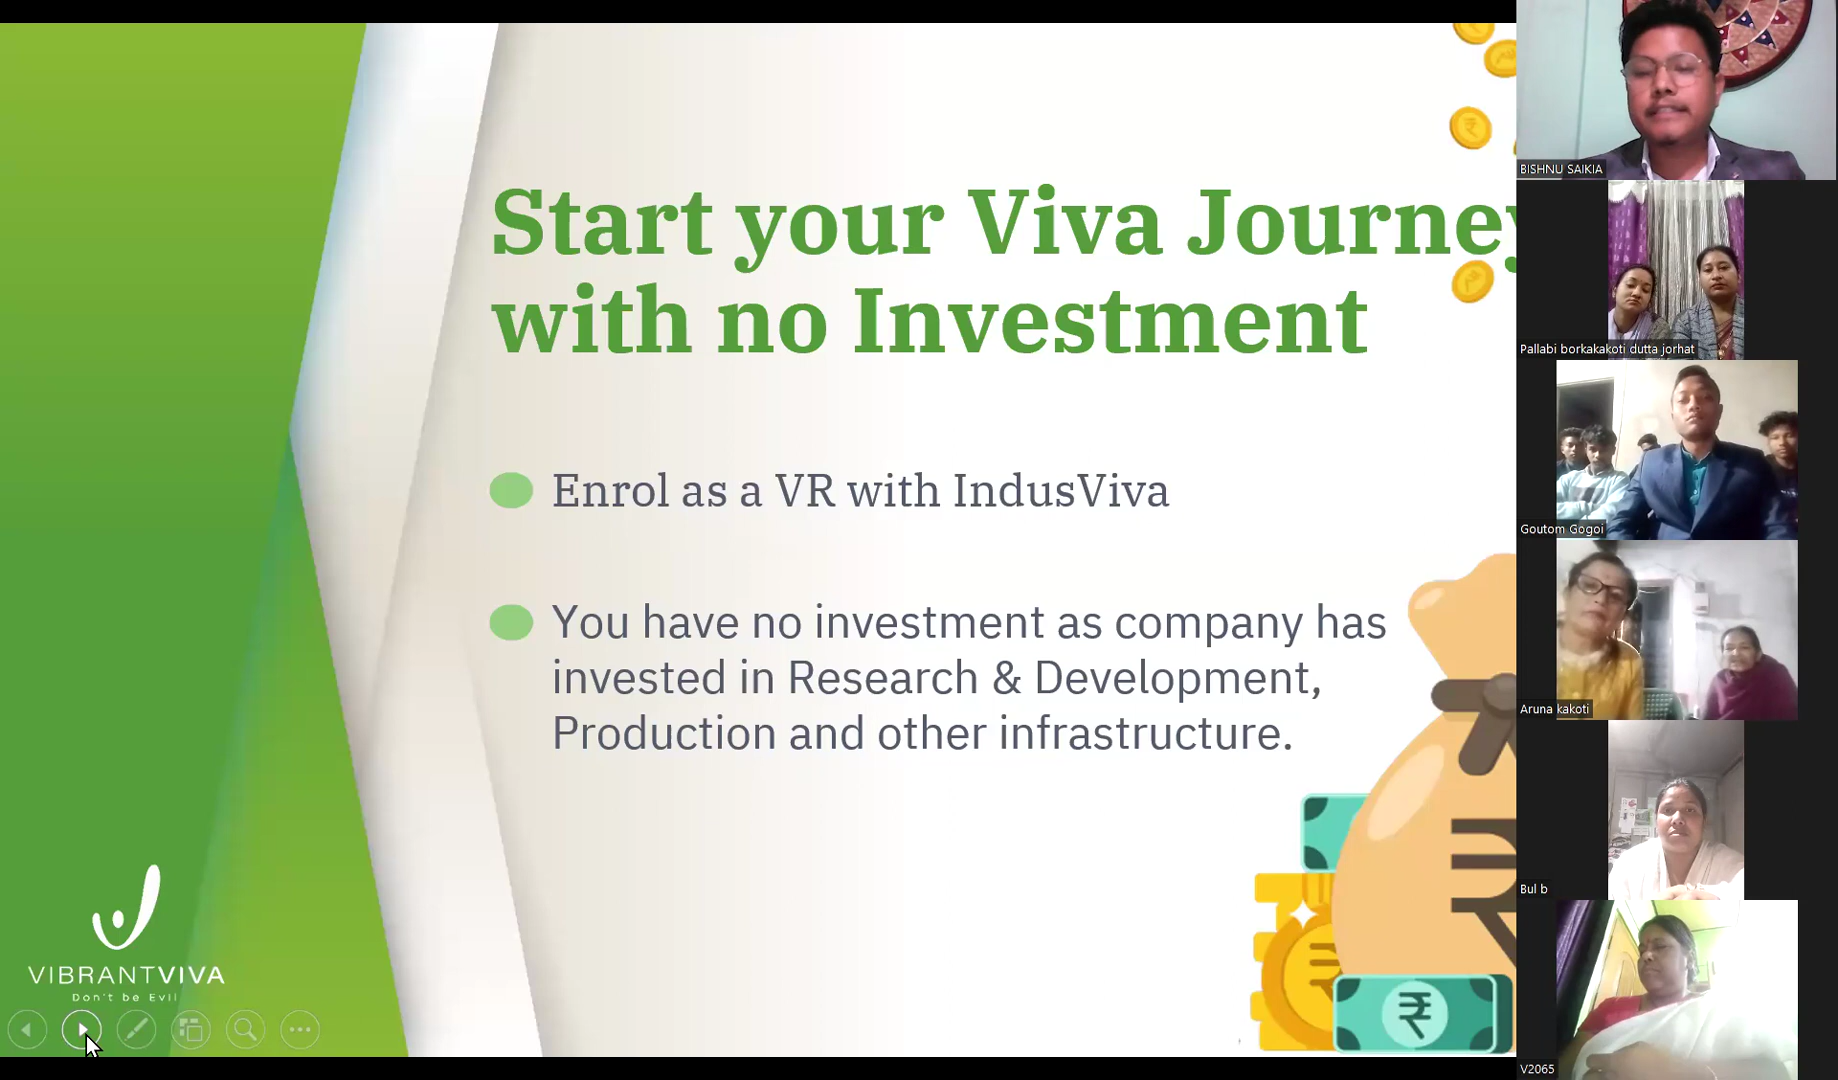 Start your Viva Journey
with no Investment
Enrol as a VR with IndusViva
You have no investment as company has
invested in Research & Development,
Production and other infrastructure.
VIBRANTVIVA
Don't be Evil
BISHNU SAIKIA
Pallabi borkakakoti dutta jorhat
Goutom Gogoi
Aruna kakoti
Bul b
V2065